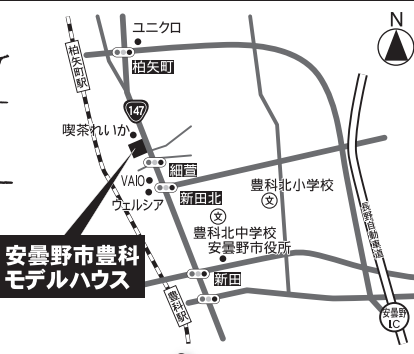 ユニクロ
N
柏矢町
柏矢町駅
147
喫茶れいか
細萱
VAIO
新田北
ウェルシア
豊科北小学校
文
文
豊科北中学校
安曇野市役所
長野自動車道
安曇野市豊科
モデルハウス
新田
豊科駅
安曇野
IC